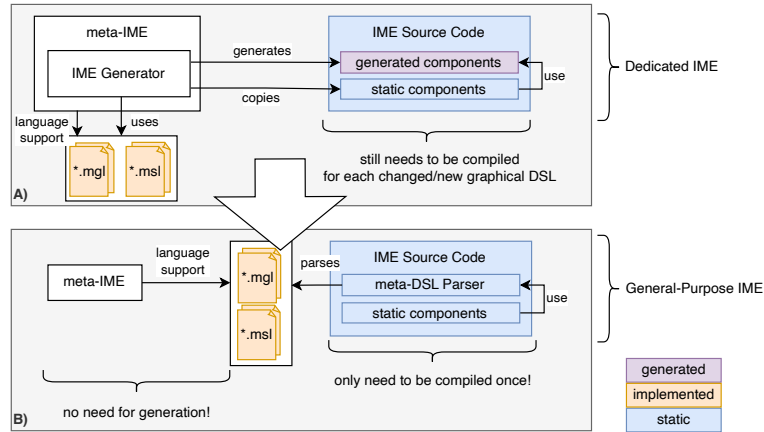 meta-IME
IME Generator
generates
copies
IME Source Code
generated components
static components
use
Dedicated IME
language
support
uses
*.mgl
*.msl
still needs to be compiled
for each changed/new graphical DSL
A)
meta-IME
language
support
*.mgl
*.msl
parses
IME Source Code
meta-DSL Parser
static components
use
General-Purpose IME
no need for generation!
only need to be compiled once!
B)
generated
implemented
static